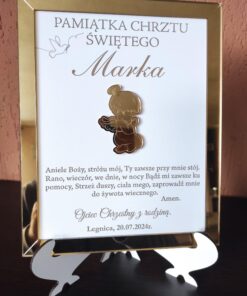 PAMIĄTKA CHRZTU
ŚWIĘTEGO
Marka
Aniele Boży, stróżu mój, Ty zawsze przy mnie stój.
Rano, wieczór, we dnie, w nocy Bądź mi zawsze ku
pomocy, Strzeż duszy, ciała mego, zaprowadź mnie
do żywota wiecznego.
Amen.
Ojciec Chrzestny z rodziną.
Legnica, 20.07.2024r.